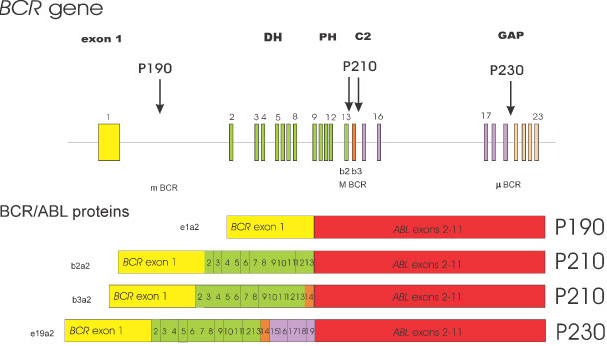 BCR gene
exon 1 DH PH C2 GAP
P190 P210 P230
1 2 3 4 5 8 9 12 13 16 17 23
b2 b3
m BCR M BCR µ BCR
BCR/ABL proteins
e1a2 BCR exon 1 ABL exons 2-11 P190
b2a2 BCR exon 1 2 3 4 5 6 7 8 9 10 11 12 13 ABL exons 2-11 P210
b3a2 BCR exon 1 2 3 4 5 6 7 8 9 10 11 12 13 14 ABL exons 2-11 P210
e19a2 BCR exon 1 2 3 4 5 6 7 8 9 10 11 12 13 14 15 16 17 18 19 ABL exons 2-11 P230